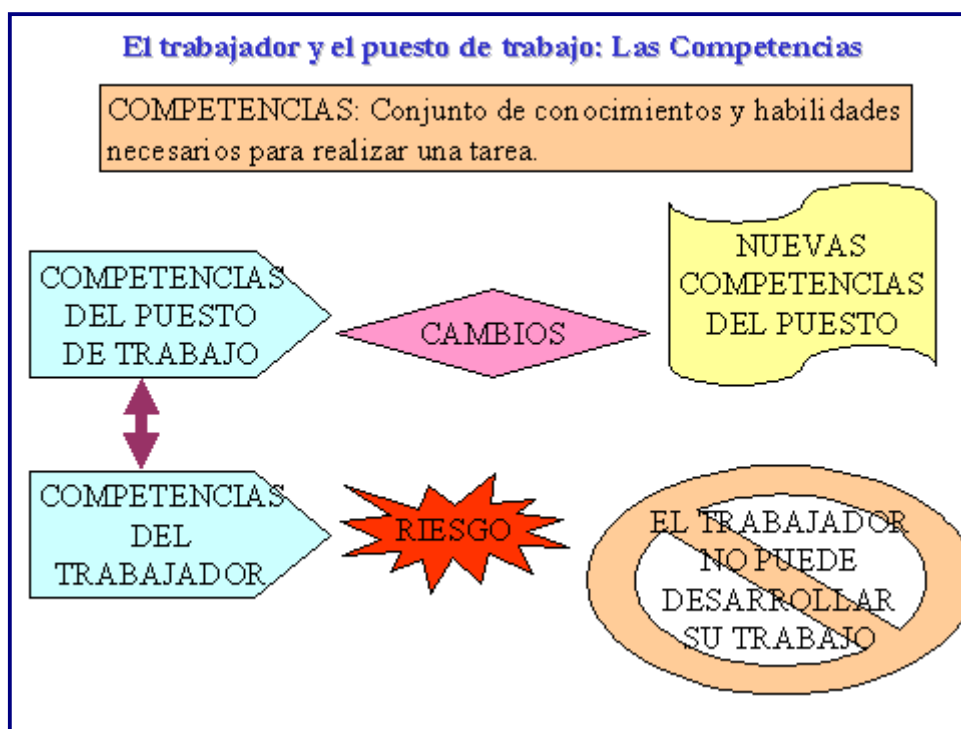 El trabajador y el puesto de trabajo: Las Competencias
COMPETENCIAS: Conjunto de conocimientos y habilidades
necesarios para realizar una tarea.
COMPETENCIAS
DEL PUESTO
DE TRABAJO
CAMBIOS
NUEVAS
COMPETENCIAS
DEL PUESTO
COMPETENCIAS
DEL
TRABAJADOR
RIESGO
EL TRABAJADOR
NO PUEDE
DESARROLLAR
SU TRABAJO